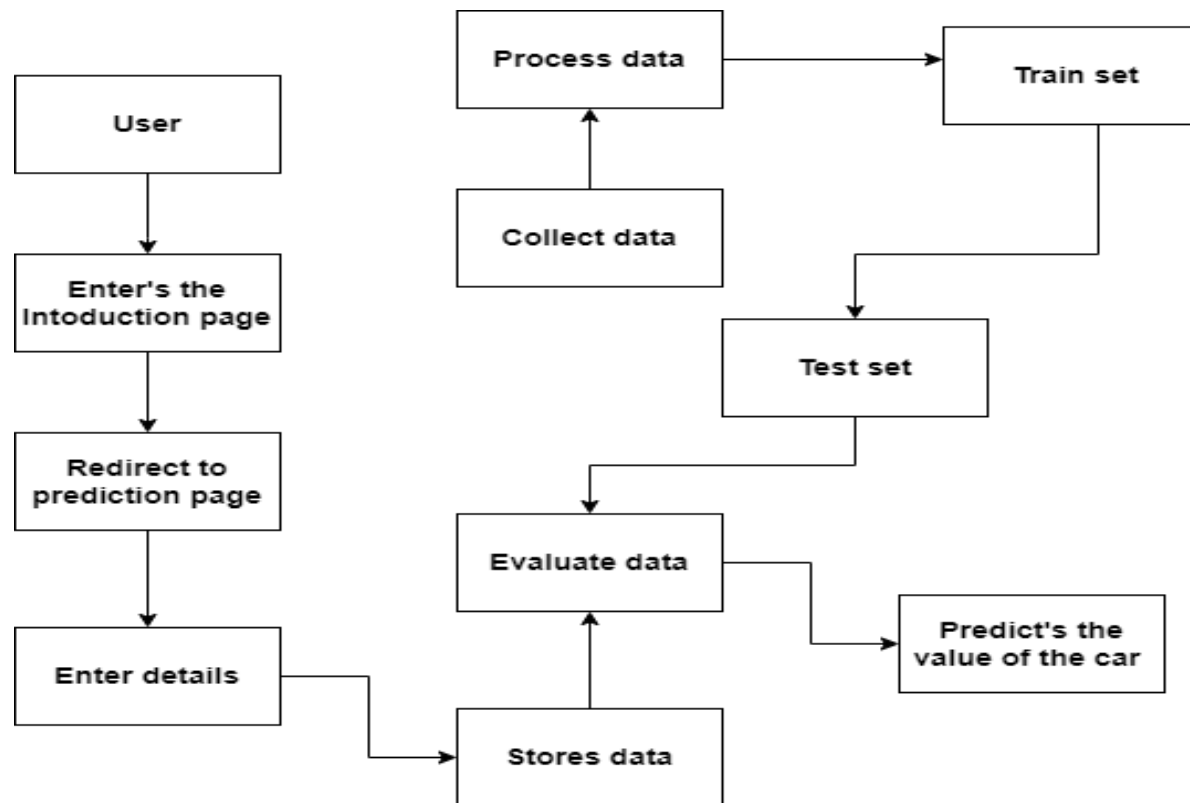 User
Enter's the
Intoduction page
Redirect to
prediction page
Enter details
Process data
Train set
Collect data
Test set
Evaluate data
Predict's the
value of the car
Stores data